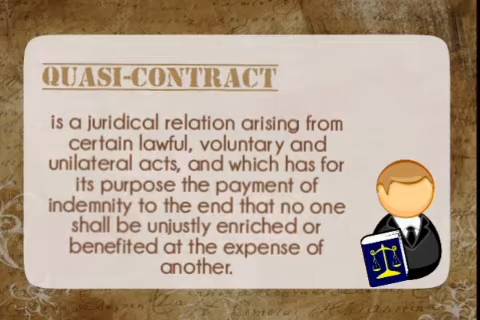 QUASI-CONTRACT
is a juridical relation arising from
certain lawful, voluntary and
unilateral acts, and which has for
its purpose the payment of
indemnity to the end that no one
shall be unjustly enriched or
benefited at the expense of
another.